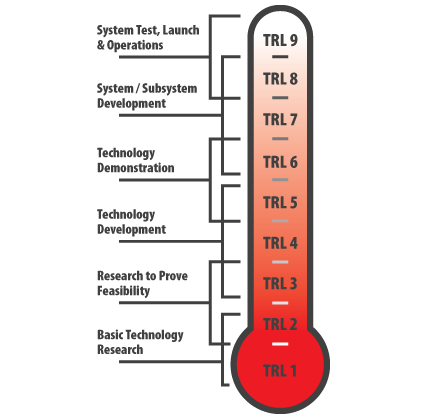 System Test, Launch
& Operations
System / Subsystem
Development
Technology
Demonstration
Technology
Development
Research to Prove
Feasibility
Basic Technology
Research
TRL 9
TRL 8
TRL 7
TRL 6
TRL 5
TRL 4
TRL 3
TRL 2
TRL 1